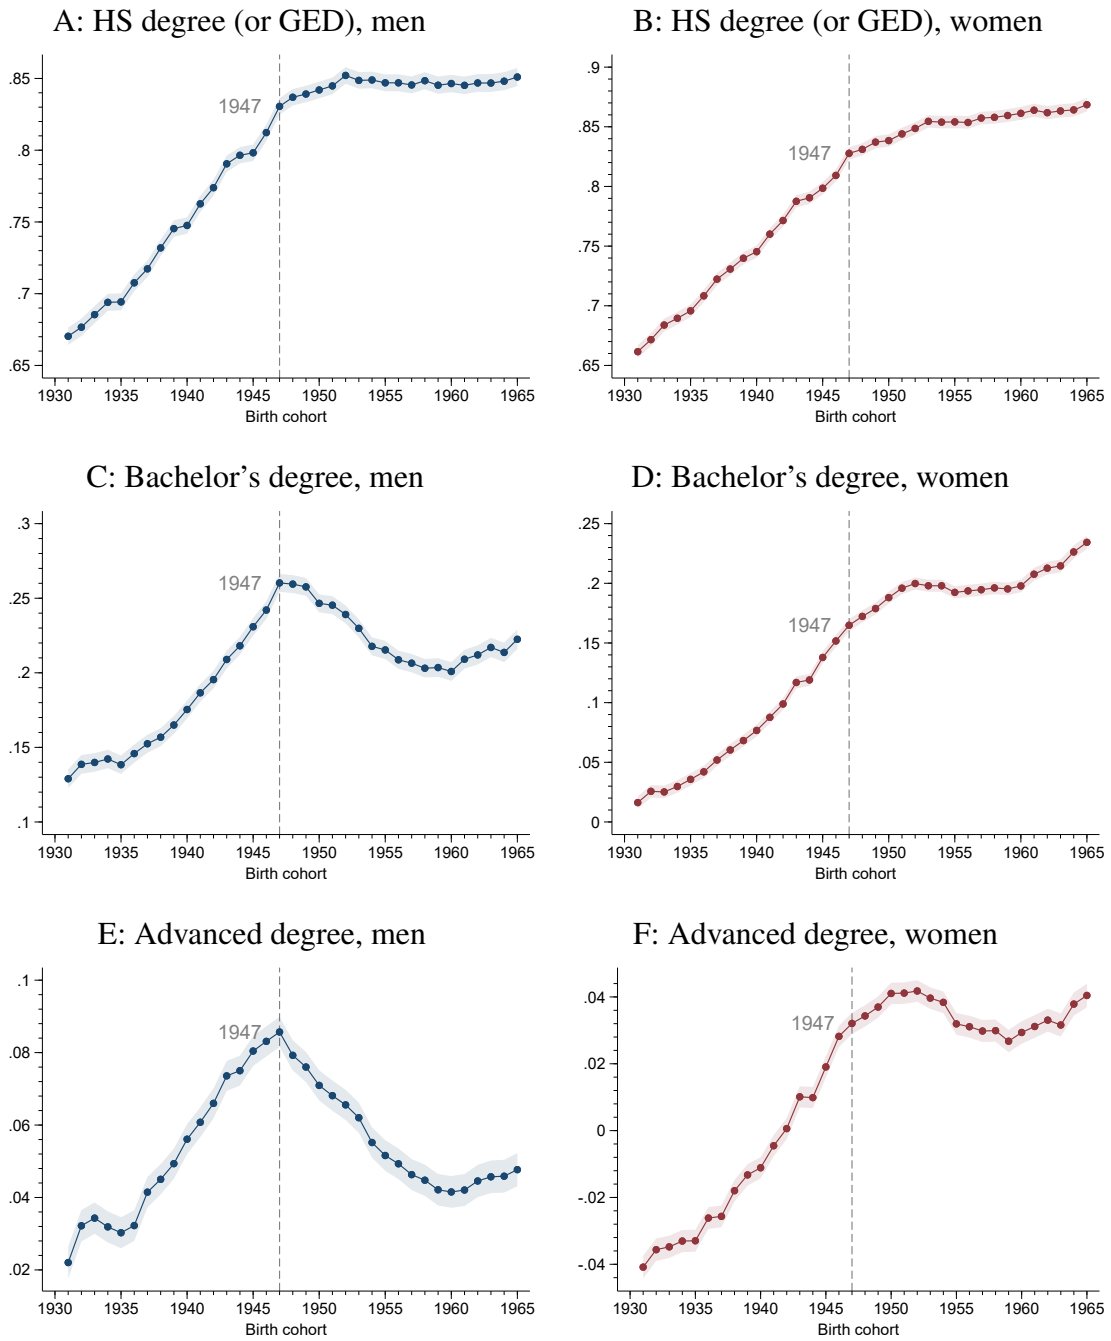 A: HS degree (or GED), men
.85
.8
.75
.7
.65
1947
1930 1935 1940 1945 1950 1955 1960 1965
Birth cohort
B: HS degree (or GED), women
.9
.85
.8
.75
.7
.65
1947
1930 1935 1940 1945 1950 1955 1960 1965
Birth cohort
C: Bachelor’s degree, men
.3
.25
.2
.15
.1
1947
1930 1935 1940 1945 1950 1955 1960 1965
Birth cohort
D: Bachelor’s degree, women
.25
.2
.15
.1
.05
0
1947
1930 1935 1940 1945 1950 1955 1960 1965
Birth cohort
E: Advanced degree, men
.1
.08
.06
.04
.02
1947
1930 1935 1940 1945 1950 1955 1960 1965
Birth cohort
F: Advanced degree, women
.04
.02
0
-.02
-.04
1947
1930 1935 1940 1945 1950 1955 1960 1965
Birth cohort